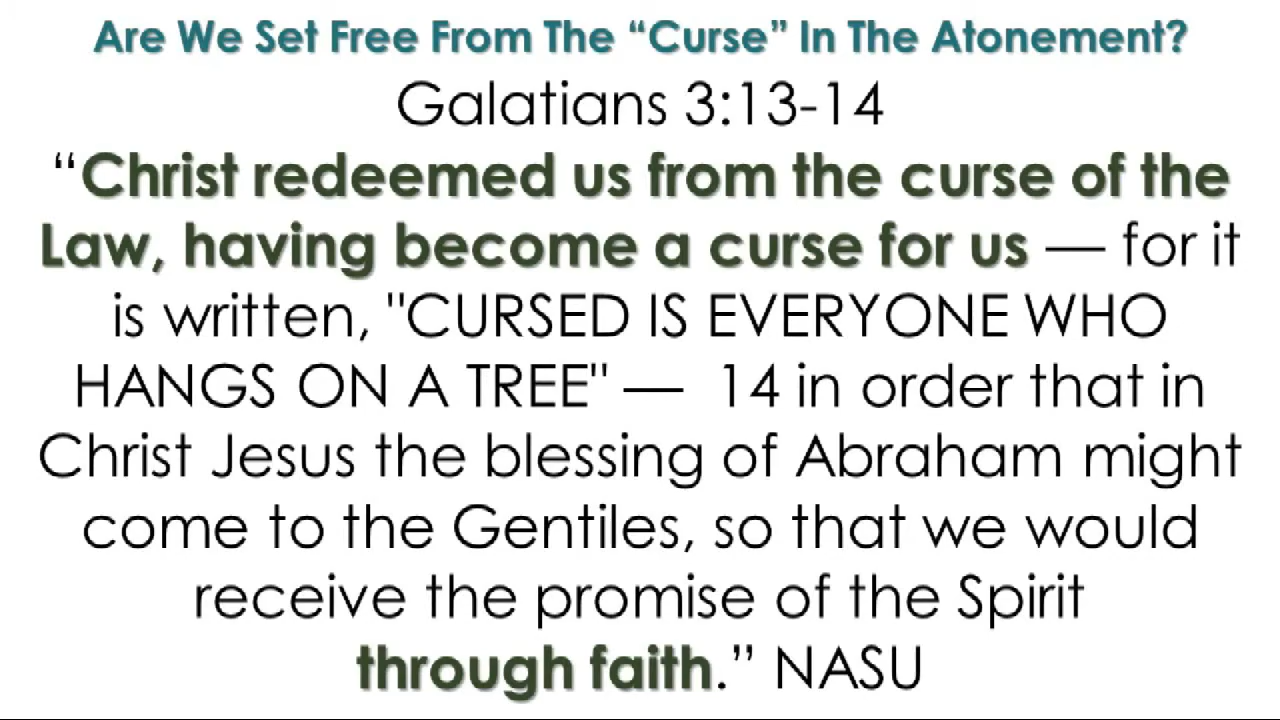 Are We Set Free From The “Curse” In The Atonement?
Galatians 3:13-14
“Christ redeemed us from the curse of the
Law, having become a curse for us — for it
is written, "CURSED IS EVERYONE WHO
HANGS ON A TREE" — 14 in order that in
Christ Jesus the blessing of Abraham might
come to the Gentiles, so that we would
receive the promise of the Spirit
through faith.” NASU